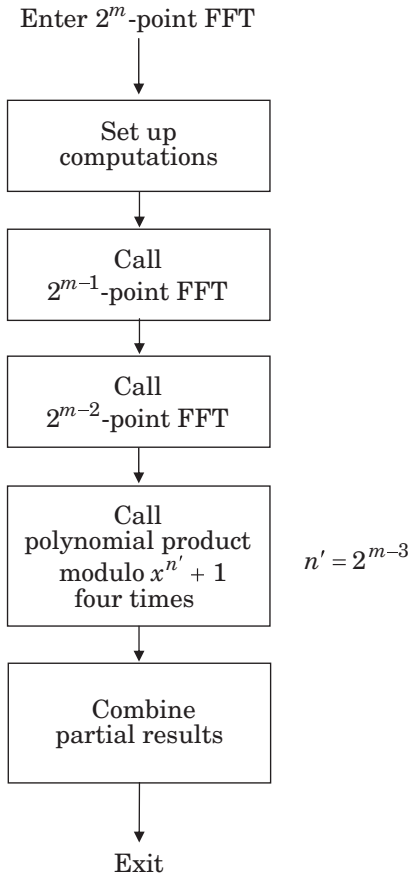 Enter 2^m-point FFT
Set up
computations
Call
2^{m−1}-point FFT
Call
2^{m−2}-point FFT
Call
polynomial product
modulo x^{n′} + 1
four times
n′ = 2^{m−3}
Combine
partial results
Exit